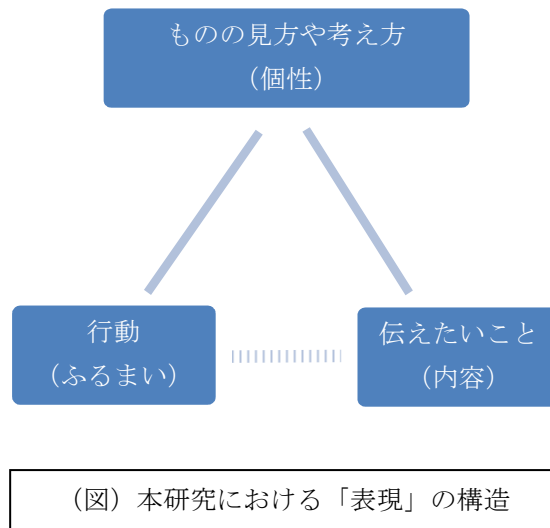 ものの見方や考え方
（個性）
行動
（ふるまい）
伝えたいこと
（内容）
（図）本研究における「表現」の構造